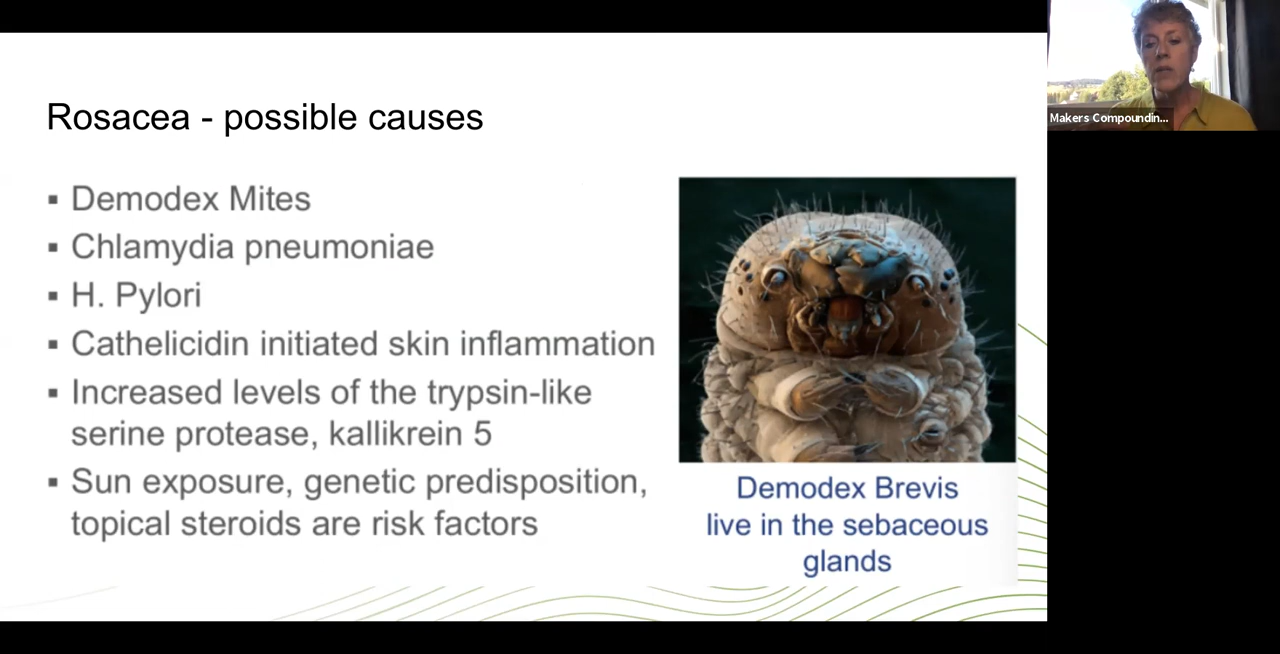 Rosacea - possible causes
▪ Demodex Mites
▪ Chlamydia pneumoniae
▪ H. Pylori
▪ Cathelicidin initiated skin inflammation
▪ Increased levels of the trypsin-like
serine protease, kallikrein 5
▪ Sun exposure, genetic predisposition,
topical steroids are risk factors
Demodex Brevis
live in the sebaceous
glands
Makers Compoundin...